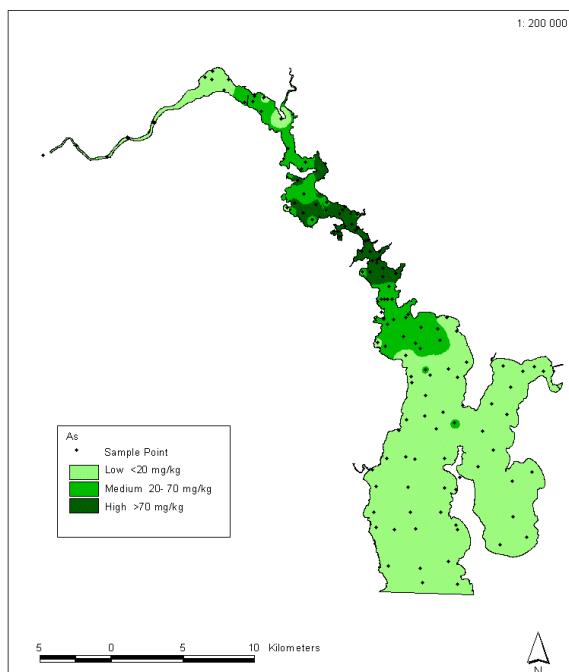 1: 200 000
As
Sample Point
Low <20 mg/kg
Medium 20- 70 mg/kg
High >70 mg/kg
5 0 5 10 Kilometers
N